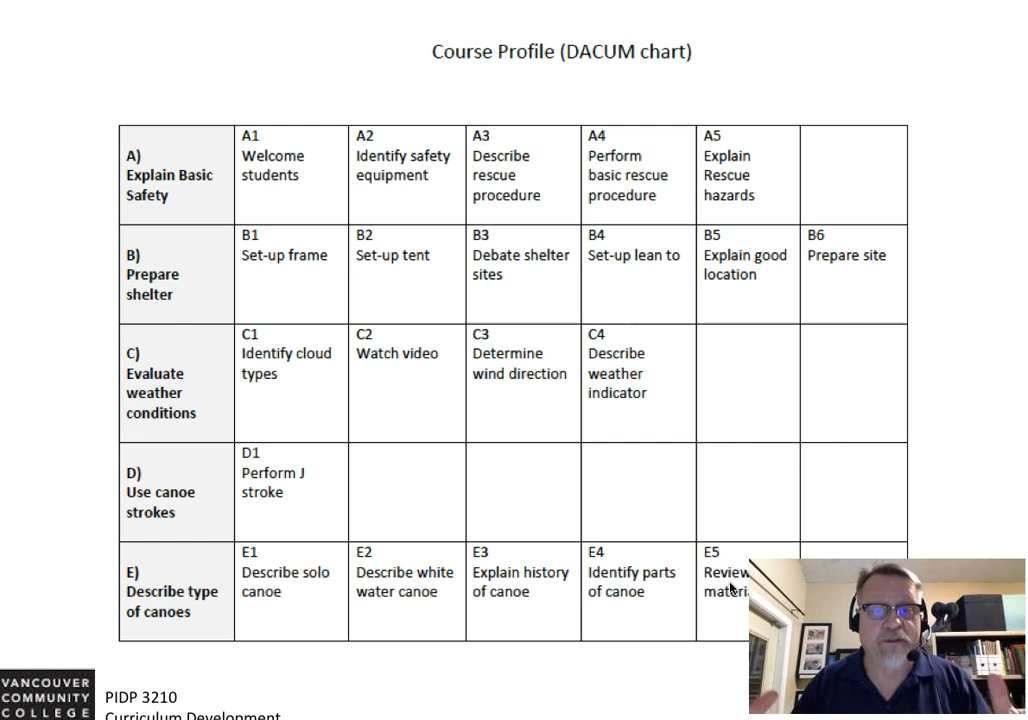 Course Profile (DACUM chart)
A)
Explain Basic
Safety
A1
Welcome
students
A2
Identify safety
equipment
A3
Describe
rescue
procedure
A4
Perform
basic rescue
procedure
A5
Explain
Rescue
hazards
B)
Prepare
shelter
B1
Set-up frame
B2
Set-up tent
B3
Debate shelter
sites
B4
Set-up lean to
B5
Explain good
location
B6
Prepare site
C)
Evaluate
weather
conditions
C1
Identify cloud
types
C2
Watch video
C3
Determine
wind direction
C4
Describe
weather
indicator
D)
Use canoe
strokes
D1
Perform J
stroke
E)
Describe type
of canoes
E1
Describe solo
canoe
E2
Describe white
water canoe
E3
Explain history
of canoe
E4
Identify parts
of canoe
E5
Review
VANCOUVER
COMMUNITY
COLLEGE
PIDP 3210
Curriculum Development